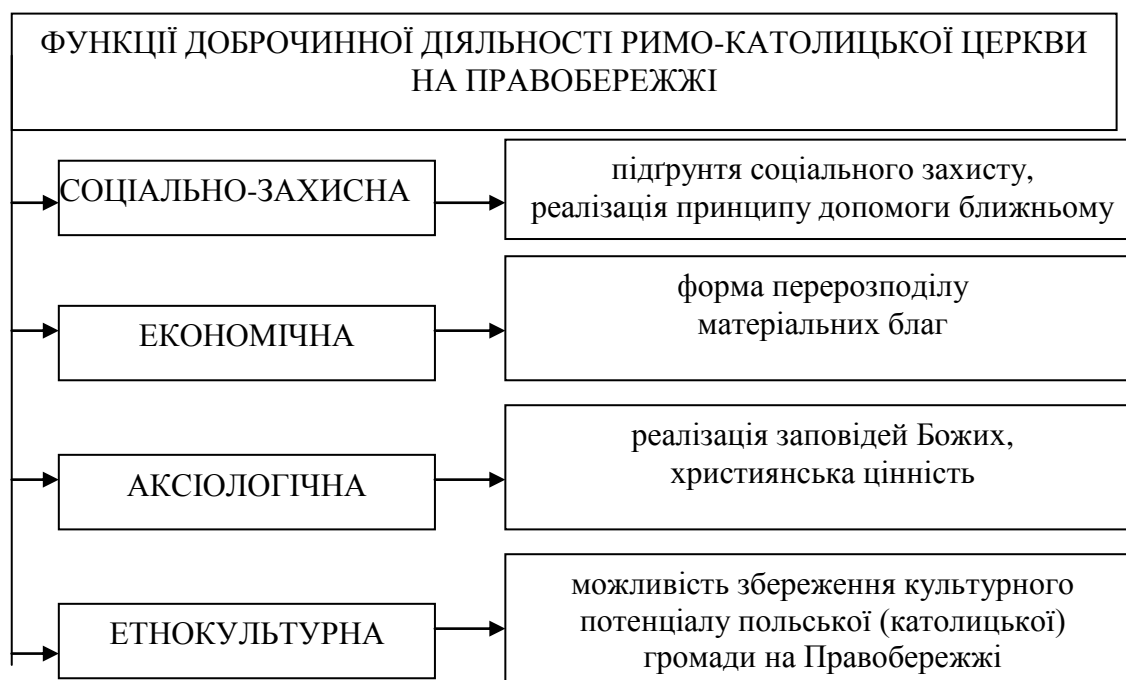 ФУНКЦІЇ ДОБРОЧИННОЇ ДІЯЛЬНОСТІ РИМО-КАТОЛИЦЬКОЇ ЦЕРКВИ
НА ПРАВОБЕРЕЖЖІ
СОЦІАЛЬНО-ЗАХИСНА
підґрунтя соціального захисту,
реалізація принципу допомоги ближньому
ЕКОНОМІЧНА
форма перерозподілу
матеріальних благ
АКСІОЛОГІЧНА
реалізація заповідей Божих,
християнська цінність
ЕТНОКУЛЬТУРНА
можливість збереження культурного
потенціалу польської (католицької)
громади на Правобережжі